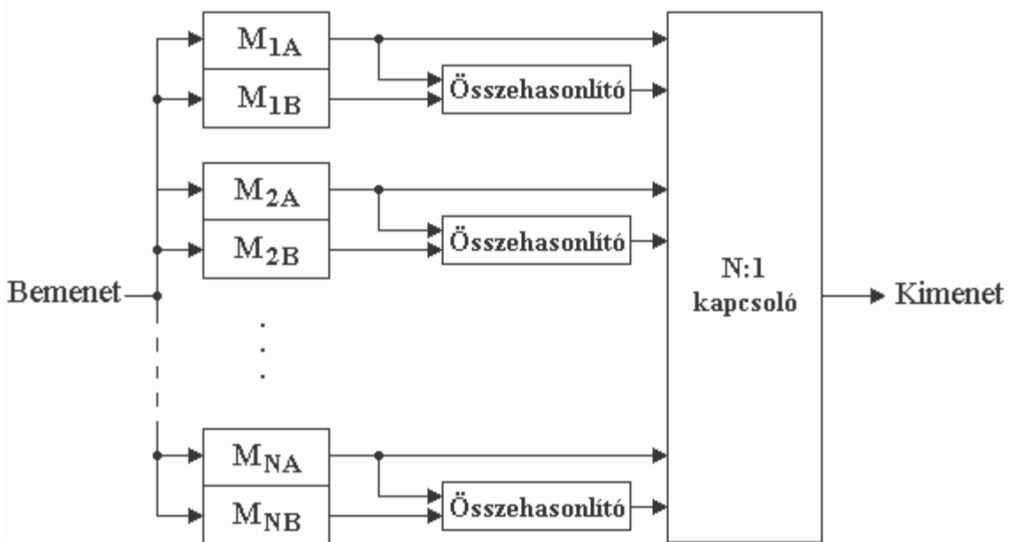 M1A
M1B
Összehasonlító
M2A
M2B
Összehasonlító
Bemenet
N:1
kapcsoló
Kimenet
MNA
MNB
Összehasonlító